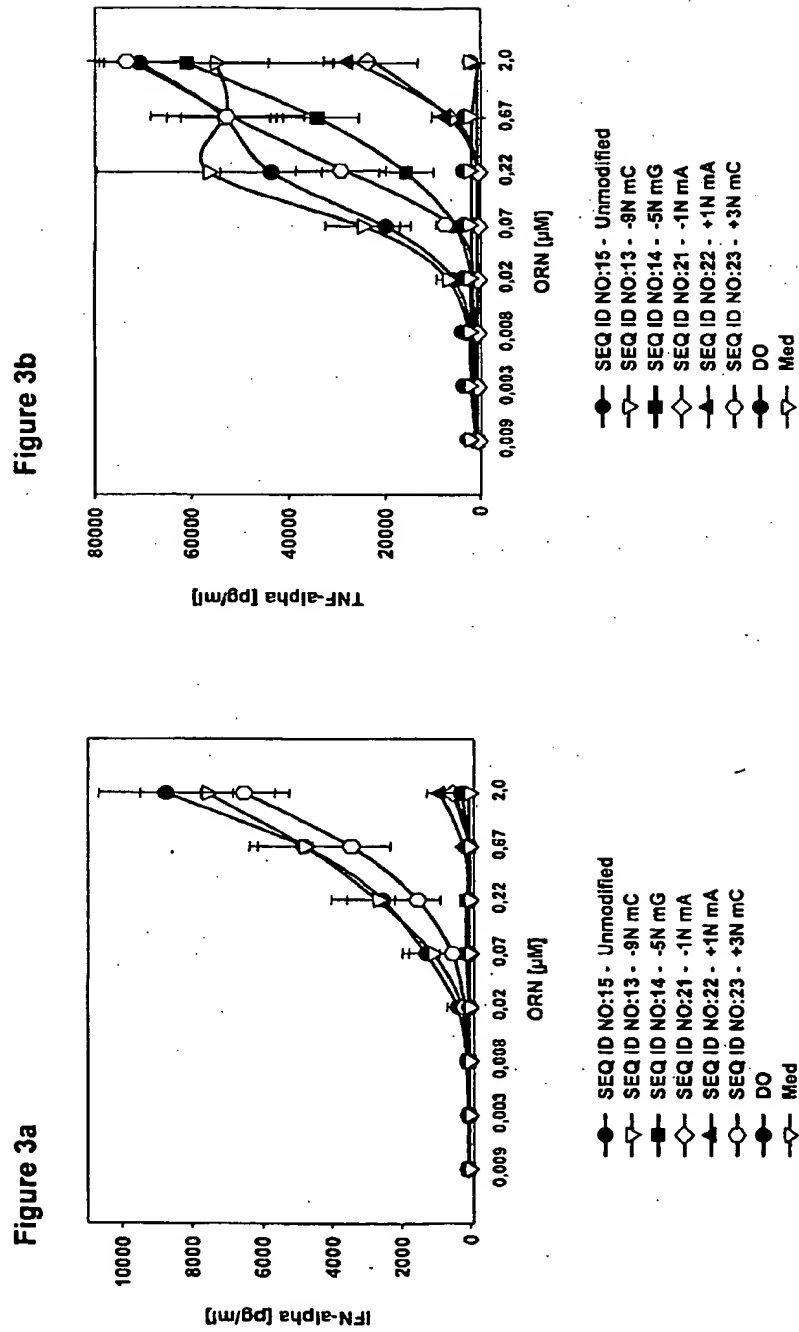 Figure 3a
IFN-alpha [pg/ml]
10000
8000
6000
4000
2000
0
0,009 0,003 0,008 0,02 0,07 0,22 0,67 2,0
ORN [µM]
SEQ ID NO:15 - Unmodified
SEQ ID NO:13 - -9N mC
SEQ ID NO:14 - -5N mG
SEQ ID NO:21 - -1N mA
SEQ ID NO:22 - +1N mA
SEQ ID NO:23 - +3N mC
DO
Med
Figure 3b
TNF-alpha [pg/ml]
80000
60000
40000
20000
0
0,009 0,003 0,008 0,02 0,07 0,22 0,67 2,0
ORN [µM]
SEQ ID NO:15 - Unmodified
SEQ ID NO:13 - -9N mC
SEQ ID NO:14 - -5N mG
SEQ ID NO:21 - -1N mA
SEQ ID NO:22 - +1N mA
SEQ ID NO:23 - +3N mC
DO
Med